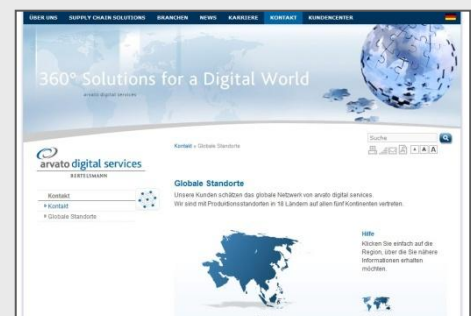 ÜBER UNS SUPPLY CHAIN SOLUTIONS BRANCHEN NEWS KARRIERE KONTAKT KUNDENCENTER
360° Solutions for a Digital World
arvato digital services
Suche
Kontakt » Globale Standorte
A A A
arvato digital services
BERTELSMANN
Kontakt
Kontakt
Globale Standorte
Globale Standorte
Unsere Kunden schätzen das globale Netzwerk von arvato digital services.
Wir sind mit Produktionsstandorten in 18 Ländern auf allen fünf Kontinenten vertreten.
Hilfe
Klicken Sie einfach auf die
Region, über die Sie nähere
Informationen erhalten
möchten.